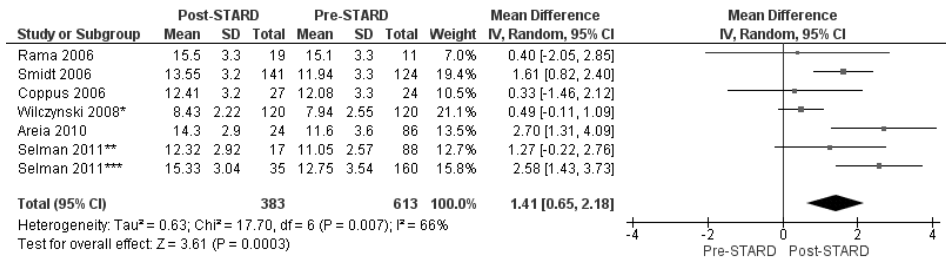 Post-STARD Pre-STARD Mean Difference Mean Difference
Study or Subgroup Mean SD Total Mean SD Total Weight IV, Random, 95% CI IV, Random, 95% CI
Rama 2006 15.5 3.3 19 15.1 3.3 11 7.0% 0.40 [-2.05, 2.85]
Smidt 2006 13.55 3.2 141 11.94 3.3 124 19.4% 1.61 [0.82, 2.40]
Coppus 2006 12.41 3.2 27 12.08 3.3 24 10.5% 0.33 [-1.46, 2.12]
Wilczynski 2008* 8.43 2.22 120 7.94 2.55 120 21.1% 0.49 [-0.11, 1.09]
Areia 2010 14.3 2.9 24 11.6 3.6 86 13.5% 2.70 [1.31, 4.09]
Selman 2011** 12.32 2.92 17 11.05 2.57 88 12.7% 1.27 [-0.22, 2.76]
Selman 2011*** 15.33 3.04 35 12.75 3.54 160 15.8% 2.58 [1.43, 3.73]
Total (95% CI) 383 613 100.0% 1.41 [0.65, 2.18]
Heterogeneity: Tau² = 0.63; Chi² = 17.70, df = 6 (P = 0.007); I² = 66%
Test for overall effect: Z = 3.61 (P = 0.0003)
-4 -2 0 2 4
Pre-STARD Post-STARD